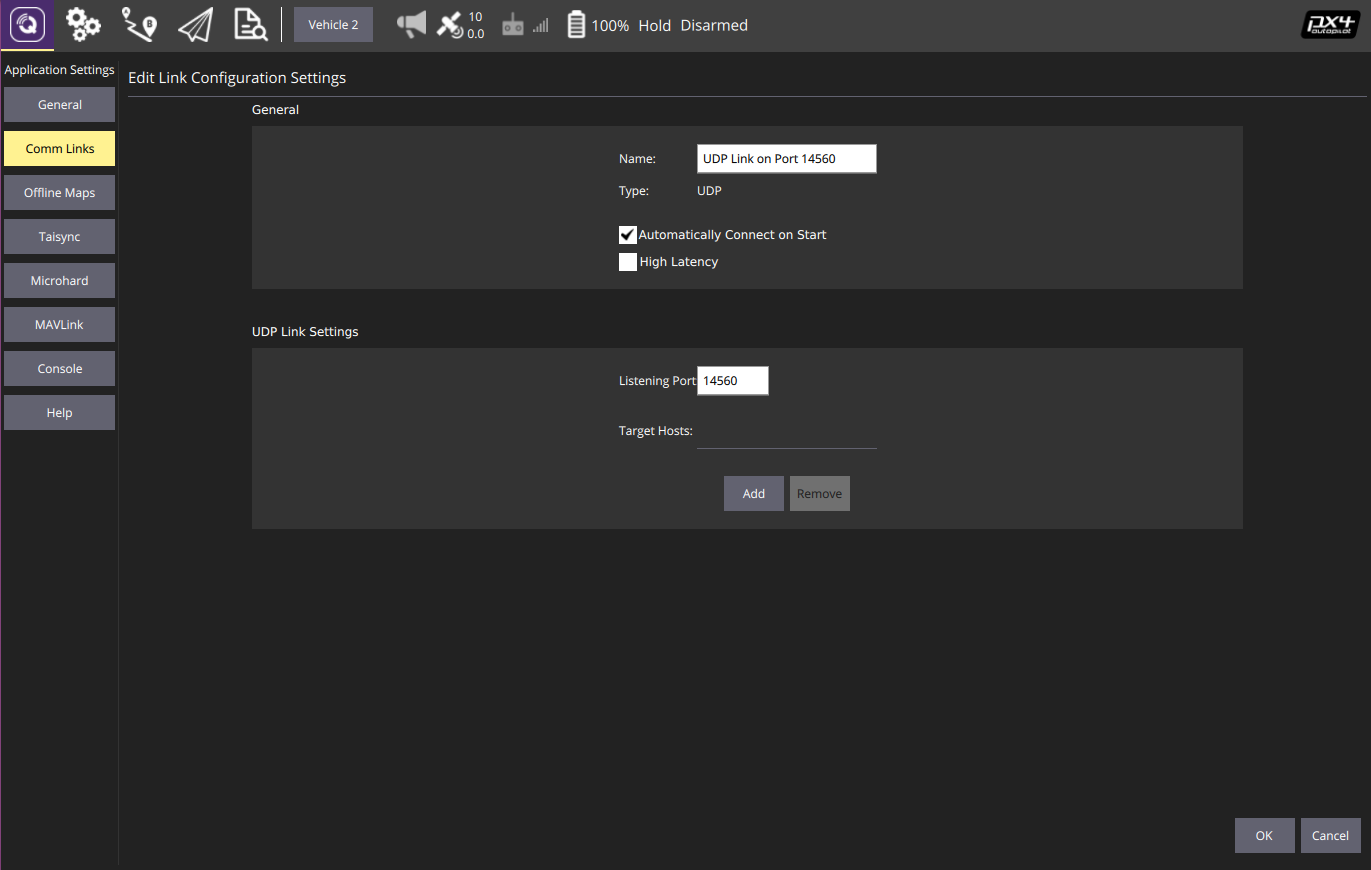 Vehicle 2
10
0.0
100% Hold Disarmed
px4
autopilot
Application Settings
General
Comm Links
Offline Maps
Taisync
Microhard
MAVLink
Console
Help
Edit Link Configuration Settings
General
Name: UDP Link on Port 14560
Type: UDP
Automatically Connect on Start
High Latency
UDP Link Settings
Listening Port 14560
Target Hosts:
Add Remove
OK Cancel